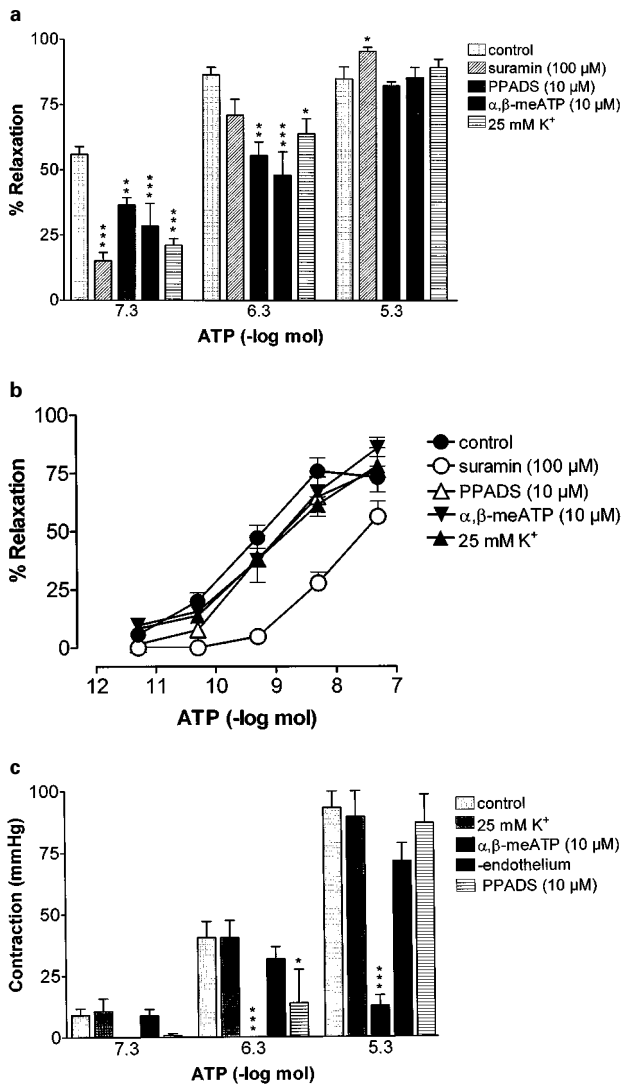 a
100
75
50
25
0
% Relaxation
***
**
***
***
**
***
*
*
7.3
6.3
5.3
ATP (-log mol)
control
suramin (100 µM)
PPADS (10 µM)
α,β-meATP (10 µM)
25 mM K⁺
b
100
75
50
25
0
% Relaxation
12
11
10
9
8
7
ATP (-log mol)
control
suramin (100 µM)
PPADS (10 µM)
α,β-meATP (10 µM)
25 mM K⁺
c
100
75
50
25
0
Contraction (mmHg)
***
*
***
7.3
6.3
5.3
ATP (-log mol)
control
25 mM K⁺
α,β-meATP (10 µM)
-endothelium
PPADS (10 µM)